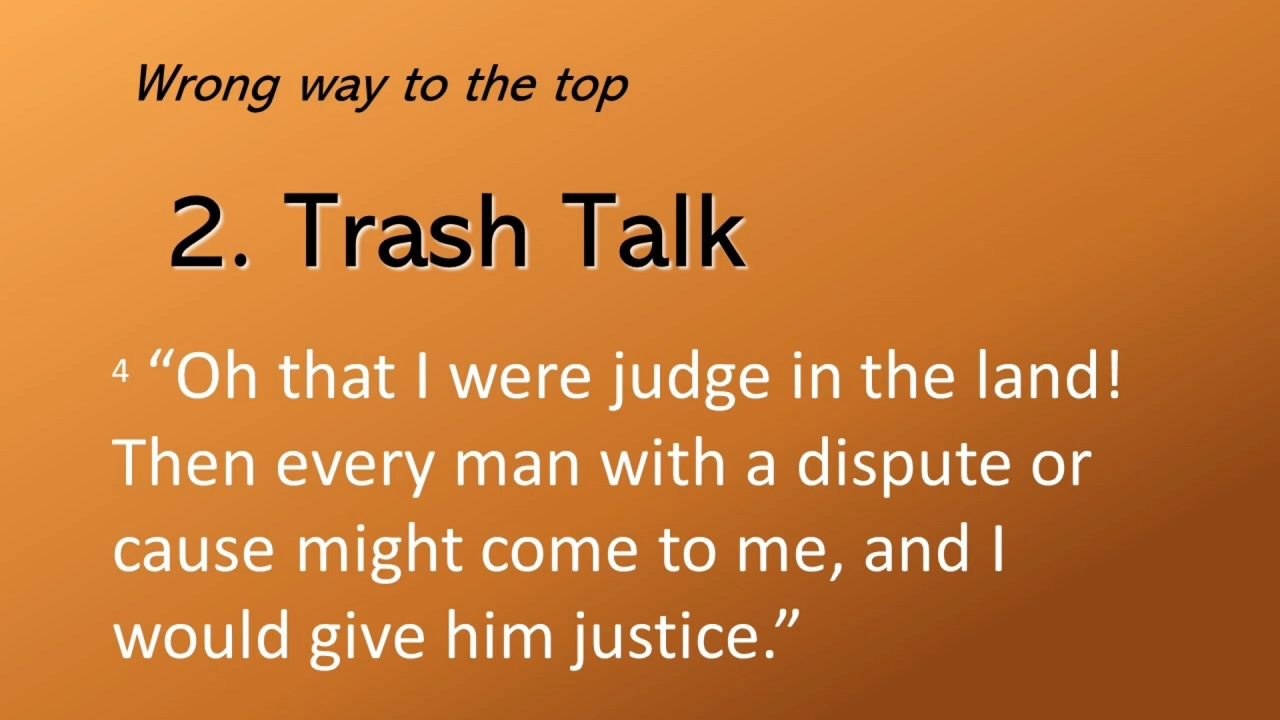 Wrong way to the top
2. Trash Talk
4 “Oh that I were judge in the land!
Then every man with a dispute or
cause might come to me, and I
would give him justice.”